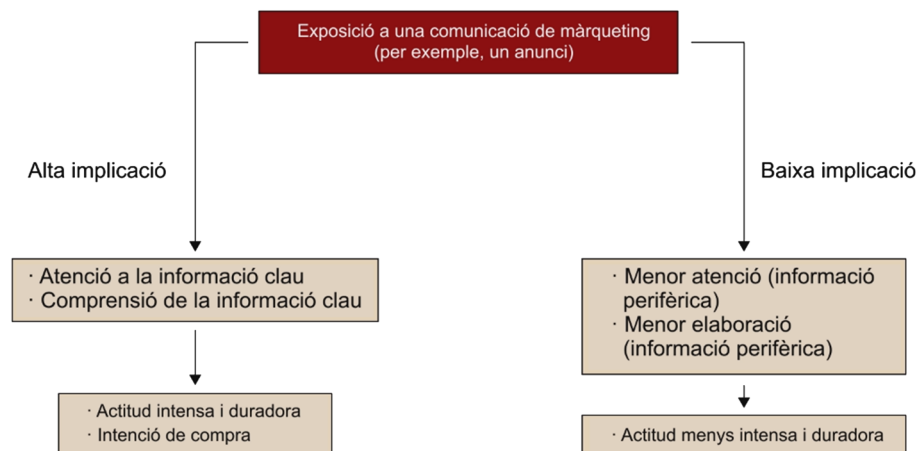 Exposició a una comunicació de màrqueting
(per exemple, un anunci)
Alta implicació
Baixa implicació
· Atenció a la informació clau
· Comprensió de la informació clau
· Menor atenció (informació
perifèrica)
· Menor elaboració
(informació perifèrica)
· Actitud intensa i duradora
· Intenció de compra
· Actitud menys intensa i duradora